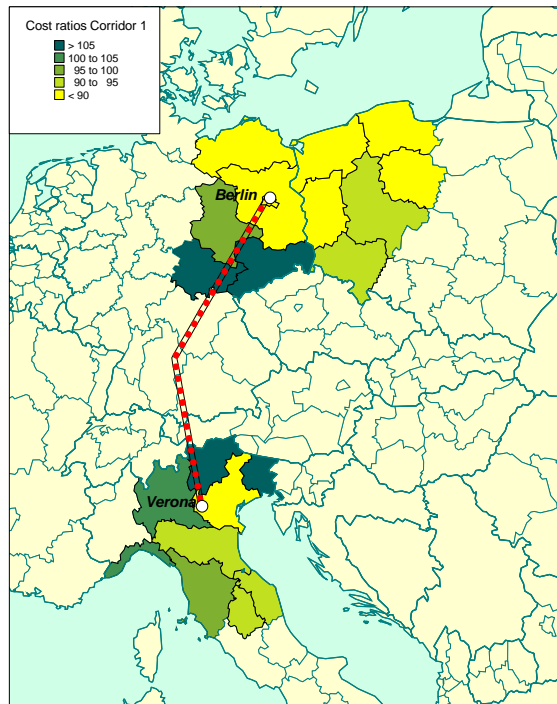 Cost ratios Corridor 1
> 105
100 to 105
95 to 100
90 to 95
< 90
Berlin
Verona